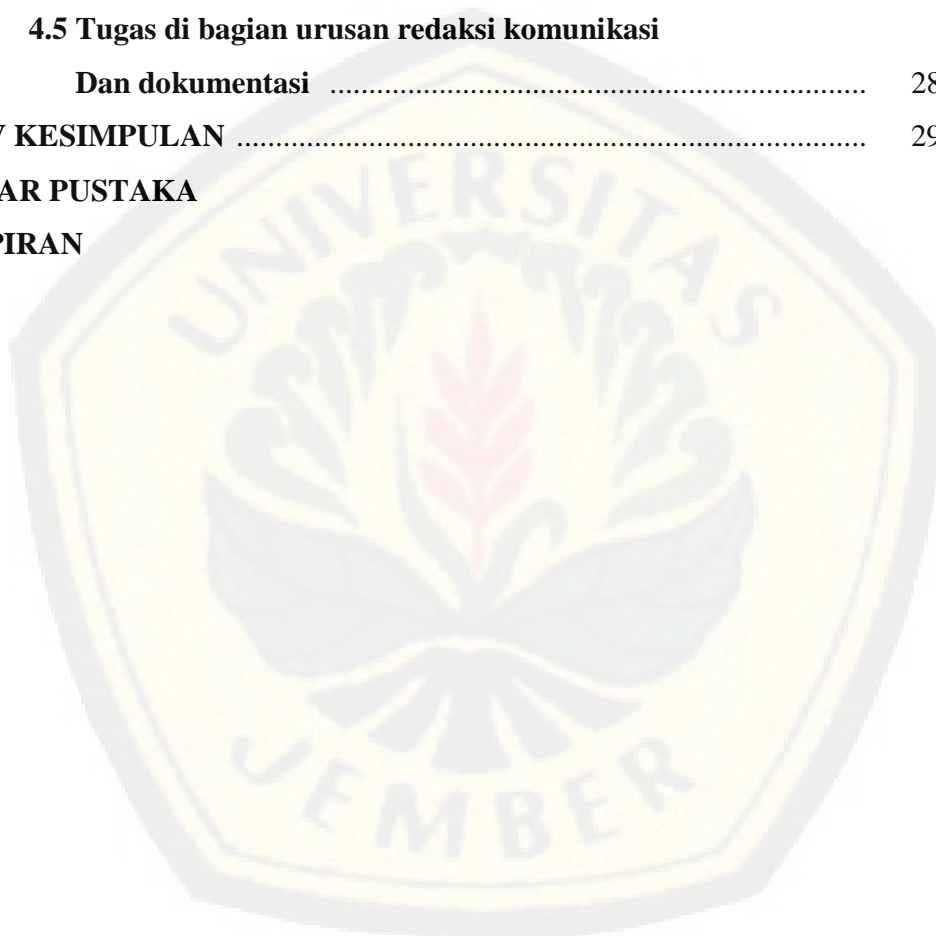 4.5 Tugas di bagian urusan redaksi komunikasi
Dan dokumentasi ........................................................................ 28
KESIMPULAN .................................................................................... 29
AR PUSTAKA
PIRAN
UNIVERSITAS
JEMBER